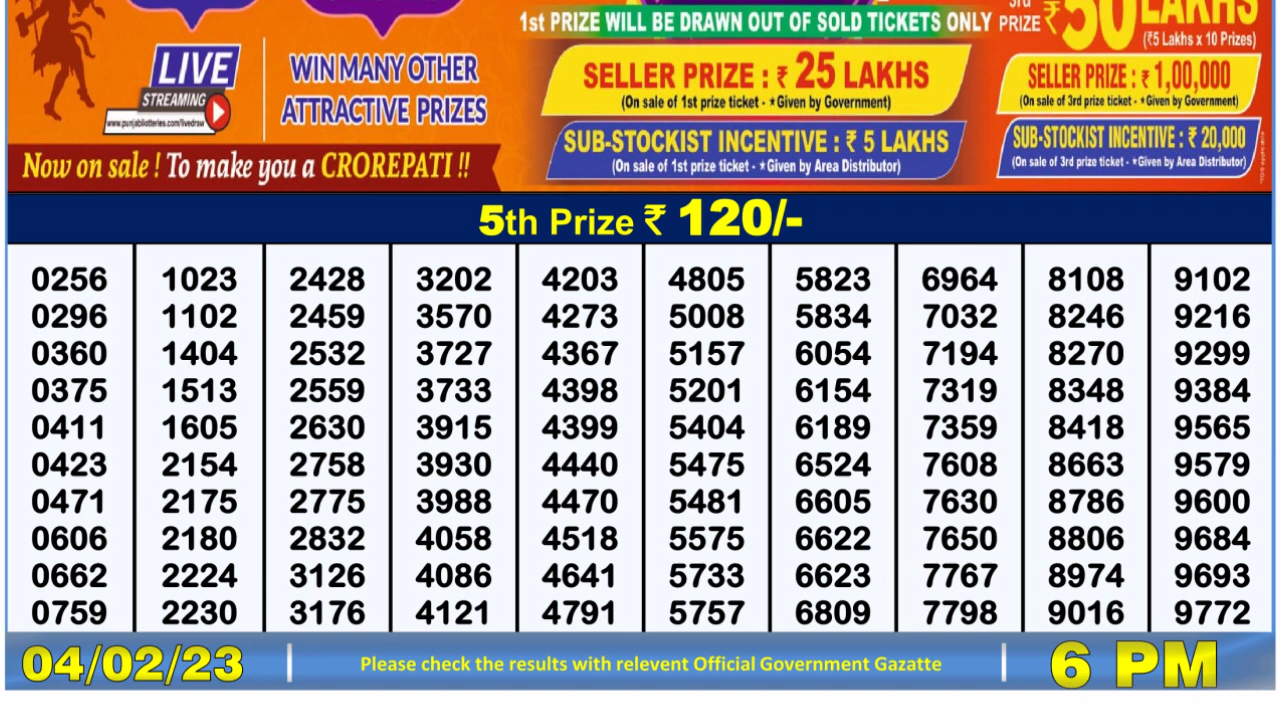 3rd
PRIZE ₹ 50 LAKHS
(₹5 Lakhs x 10 Prizes)
1st PRIZE WILL BE DRAWN OUT OF SOLD TICKETS ONLY
LIVE
STREAMING
www.punjablotteries.com/livedraw
WIN MANY OTHER
ATTRACTIVE PRIZES
SELLER PRIZE : ₹ 25 LAKHS
(On sale of 1st prize ticket - *Given by Government)
SELLER PRIZE : ₹ 1,00,000
(On sale of 3rd prize ticket - *Given by Government)
SUB-STOCKIST INCENTIVE : ₹ 5 LAKHS
(On sale of 1st prize ticket - *Given by Area Distributor)
SUB-STOCKIST INCENTIVE : ₹ 20,000
(On sale of 3rd prize ticket - *Given by Area Distributor)
Now on sale ! To make you a CROREPATI !!
5th Prize ₹ 120/-
0256 1023 2428 3202 4203 4805 5823 6964 8108 9102
0296 1102 2459 3570 4273 5008 5834 7032 8246 9216
0360 1404 2532 3727 4367 5157 6054 7194 8270 9299
0375 1513 2559 3733 4398 5201 6154 7319 8348 9384
0411 1605 2630 3915 4399 5404 6189 7359 8418 9565
0423 2154 2758 3930 4440 5475 6524 7608 8663 9579
0471 2175 2775 3988 4470 5481 6605 7630 8786 9600
0606 2180 2832 4058 4518 5575 6622 7650 8806 9684
0662 2224 3126 4086 4641 5733 6623 7767 8974 9693
0759 2230 3176 4121 4791 5757 6809 7798 9016 9772
04/02/23 Please check the results with relevent Official Government Gazatte 6 PM